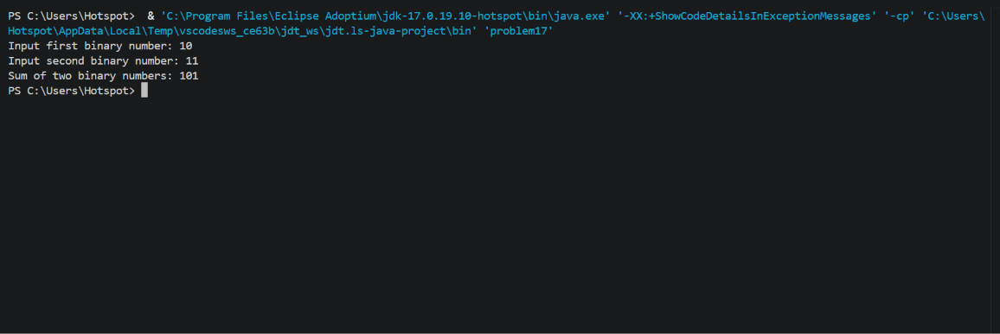 PS C:\Users\Hotspot>  & 'C:\Program Files\Eclipse Adoptium\jdk-17.0.19.10-hotspot\bin\java.exe' '-XX:+ShowCodeDetailsInExceptionMessages' '-cp' 'C:\Users\
Hotspot\AppData\Local\Temp\vscodesws_ce63b\jdt_ws\jdt.ls-java-project\bin' 'problem17'
Input first binary number: 10
Input second binary number: 11
Sum of two binary numbers: 101
PS C:\Users\Hotspot>